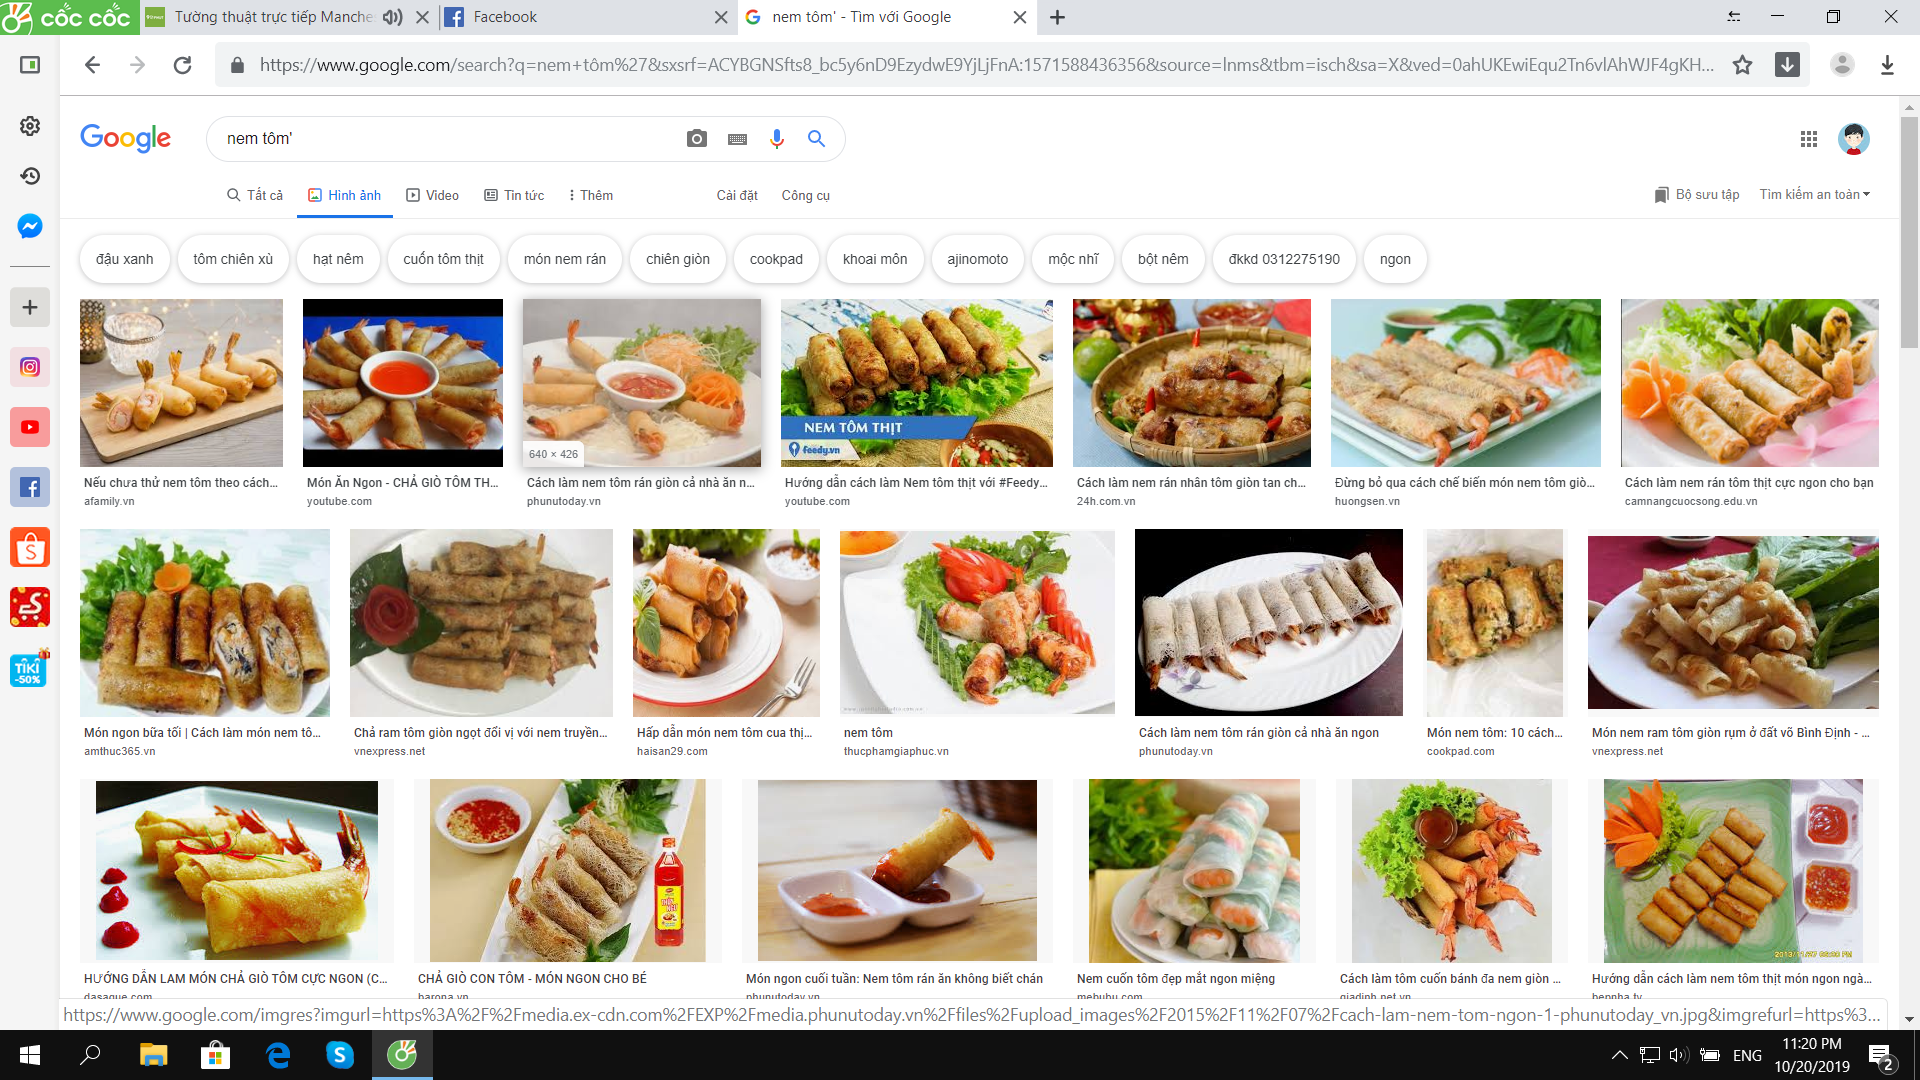 cốc cốc
Tường thuật trực tiếp Manche
Facebook
nem tôm' - Tìm với Google
https://www.google.com/search?q=nem+tôm%27&sxsrf=ACYBGNSfts8_bc5y6nD9EzydwE9YjLjFnA:1571588436356&source=lnms&tbm=isch&sa=X&ved=0ahUKEwiEqu2Tn6vlAhWJF4gKH...
Google
nem tôm'
Tất cả
Hình ảnh
Video
Tin tức
Thêm
Cài đặt
Công cụ
Bộ sưu tập
Tìm kiếm an toàn
đậu xanh
tôm chiên xù
hạt nêm
cuốn tôm thịt
món nem rán
chiên giòn
cookpad
khoai môn
ajinomoto
mộc nhĩ
bột nêm
đkkd 0312275190
ngon
640 × 426
NEM TÔM THỊT
feedy.vn
Nếu chưa thử nem tôm theo cách...
afamily.vn
Món Ăn Ngon - CHẢ GIÒ TÔM TH...
youtube.com
Cách làm nem tôm rán giòn cả nhà ăn n...
phunutoday.vn
Hướng dẫn cách làm Nem tôm thịt với #Feedy...
youtube.com
Cách làm nem rán nhân tôm giòn tan ch...
24h.com.vn
Đừng bỏ qua cách chế biến món nem tôm giò...
huongsen.vn
Cách làm nem rán tôm thịt cực ngon cho bạn
camnangcuocsong.edu.vn
Món ngon bữa tối | Cách làm món nem tô...
amthuc365.vn
Chả ram tôm giòn ngọt đổi vị với nem truyền...
vnexpress.net
Hấp dẫn món nem tôm cua thị...
haisan29.com
nem tôm
thucphamgiaphuc.vn
Cách làm nem tôm rán giòn cả nhà ăn ngon
phunutoday.vn
Món nem tôm: 10 cách...
cookpad.com
Món nem ram tôm giòn rụm ở đất võ Bình Định - ...
vnexpress.net
2013/11/27
HƯỚNG DẪN LAM MÓN CHẢ GIÒ TÔM CỰC NGON (C...
dasague.com
CHẢ GIÒ CON TÔM - MÓN NGON CHO BÉ
barona.vn
Món ngon cuối tuần: Nem tôm rán ăn không biết chán
phunutoday.vn
Nem cuốn tôm đẹp mắt ngon miệng
mebubu.com
Cách làm tôm cuốn bánh đa nem giòn ...
giadinh.net.vn
Hướng dẫn cách làm nem tôm thịt món ngon ngà...
bepnha.tv
https://www.google.com/imgres?imgurl=https%3A%2F%2Fmedia.ex-cdn.com%2FEXP%2Fmedia.phunutoday.vn%2Ffiles%2Fupload_images%2F2015%2F11%2F07%2Fcach-lam-nem-tom-ngon-1-phunutoday_vn.jpg&imgrefurl=https%3...
TIKI
-50%
ENG
11:20 PM
10/20/2019
2